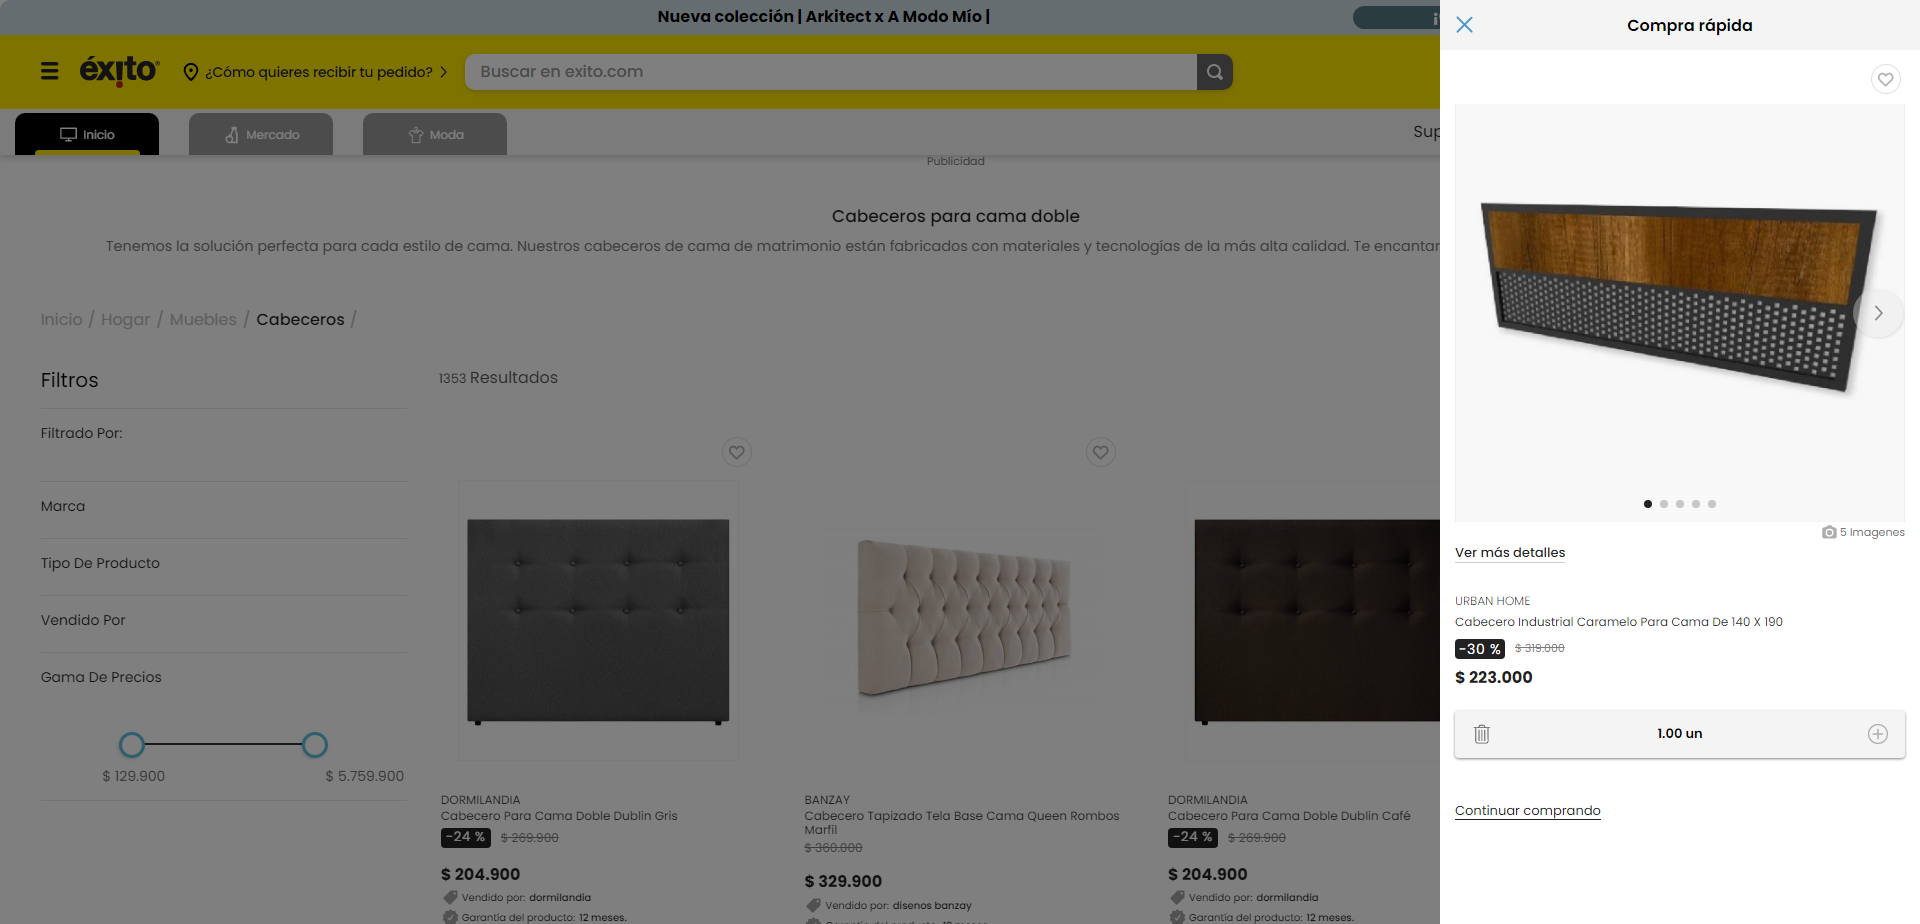 Nueva colección | Arkitect x A Modo Mío |
éxito
¿Cómo quieres recibir tu pedido?
Buscar en exito.com
Inicio
Mercado
Moda
Publicidad
Cabeceros para cama doble
Tenemos la solución perfecta para cada estilo de cama. Nuestros cabeceros de cama de matrimonio están fabricados con materiales y tecnologías de la más alta calidad. Te
Inicio / Hogar / Muebles / Cabeceros /
Filtros
1353 Resultados
Filtrado Por:
Marca
Tipo De Producto
Vendido Por
Gama De Precios
$ 129.900
$ 5.759.900
DORMILANDIA
Cabecero Para Cama Doble Dublin Gris
-24 % $ 269.900
$ 204.900
Vendido por: dormilandia
Garantía del producto: 12 meses.
BANZAY
Cabecero Tapizado Tela Base Cama Queen Rombos
Marfil
$ 360.000
$ 329.900
Vendido por: disenos banzay
Garantía del producto: 12 meses.
DORMILANDIA
Cabecero Para Cama Doble Dublín Café
-24 % $ 269.900
$ 204.900
Vendido por: dormilandia
Garantía del producto: 12 meses.
Compra rápida
5 Imagenes
Ver más detalles
URBAN HOME
Cabecero Industrial Caramelo Para Cama De 140 X 190
-30 % $ 319.000
$ 223.000
1.00 un
Continuar comprando